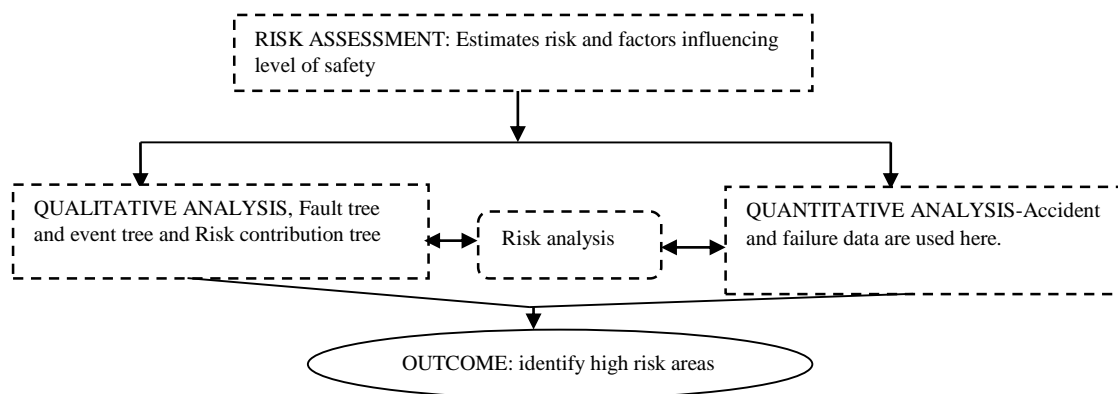 RISK ASSESSMENT: Estimates risk and factors influencing
level of safety
QUALITATIVE ANALYSIS, Fault tree
and event tree and Risk contribution tree
Risk analysis
QUANTITATIVE ANALYSIS-Accident
and failure data are used here.
OUTCOME: identify high risk areas